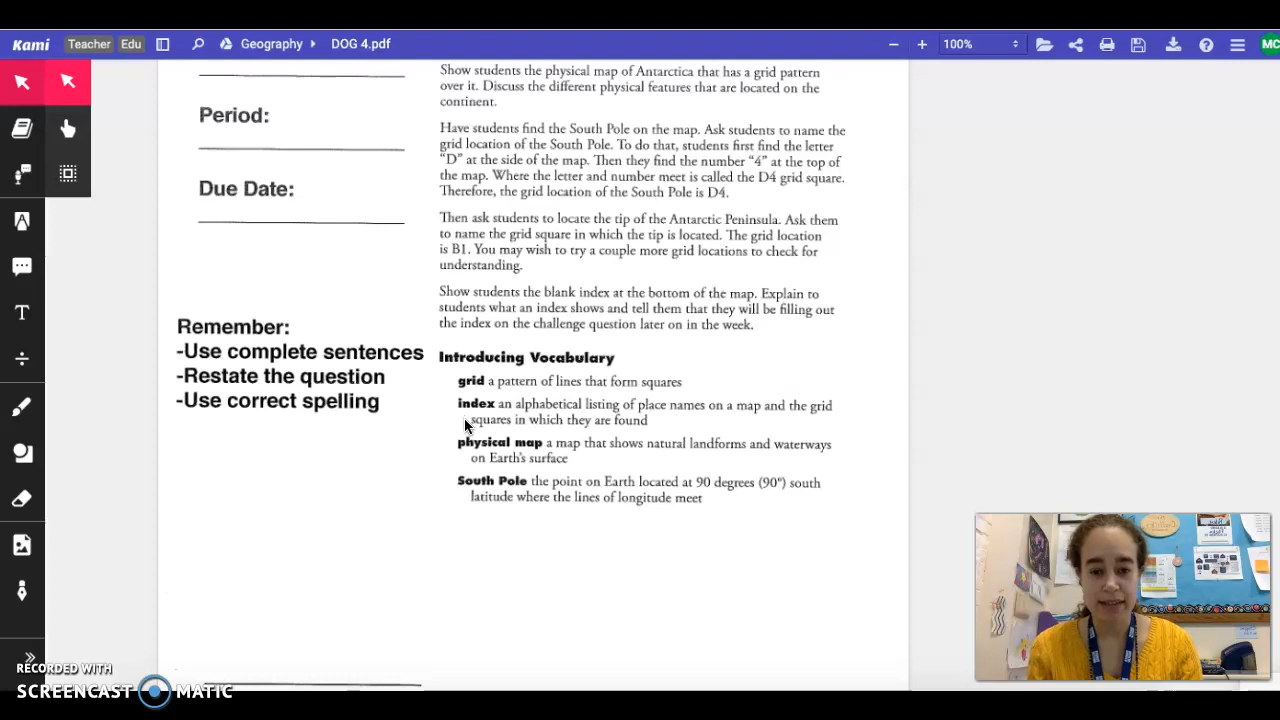 Kami Teacher Edu Geography DOG 4.pdf 100% MC
Show students the physical map of Antarctica that has a grid pattern
over it. Discuss the different physical features that are located on the
continent.
Period:
Have students find the South Pole on the map. Ask students to name the
grid location of the South Pole. To do that, students first find the letter
“D” at the side of the map. Then they find the number “4” at the top of
the map. Where the letter and number meet is called the D4 grid square.
Therefore, the grid location of the South Pole is D4.
Due Date:
Then ask students to locate the tip of the Antarctic Peninsula. Ask them
to name the grid square in which the tip is located. The grid location
is B1. You may wish to try a couple more grid locations to check for
understanding.
Show students the blank index at the bottom of the map. Explain to
students what an index shows and tell them that they will be filling out
the index on the challenge question later on in the week.
Remember:
-Use complete sentences
-Restate the question
-Use correct spelling
Introducing Vocabulary
grid a pattern of lines that form squares
index an alphabetical listing of place names on a map and the grid
squares in which they are found
physical map a map that shows natural landforms and waterways
on Earth’s surface
South Pole the point on Earth located at 90 degrees (90°) south
latitude where the lines of longitude meet
RECORDED WITH
SCREENCAST MATIC